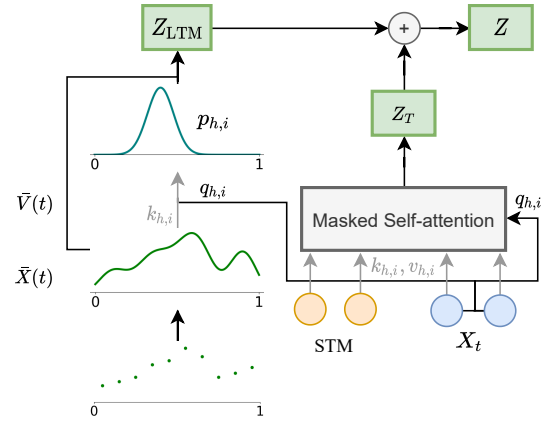 Z_LTM
+
Z
p_{h,i}
Z_T
0 1
V̄(t)
q_{h,i}
k_{h,i}
Masked Self-attention
q_{h,i}
X̄(t)
k_{h,i}, v_{h,i}
0 1
STM
X_t
0 1